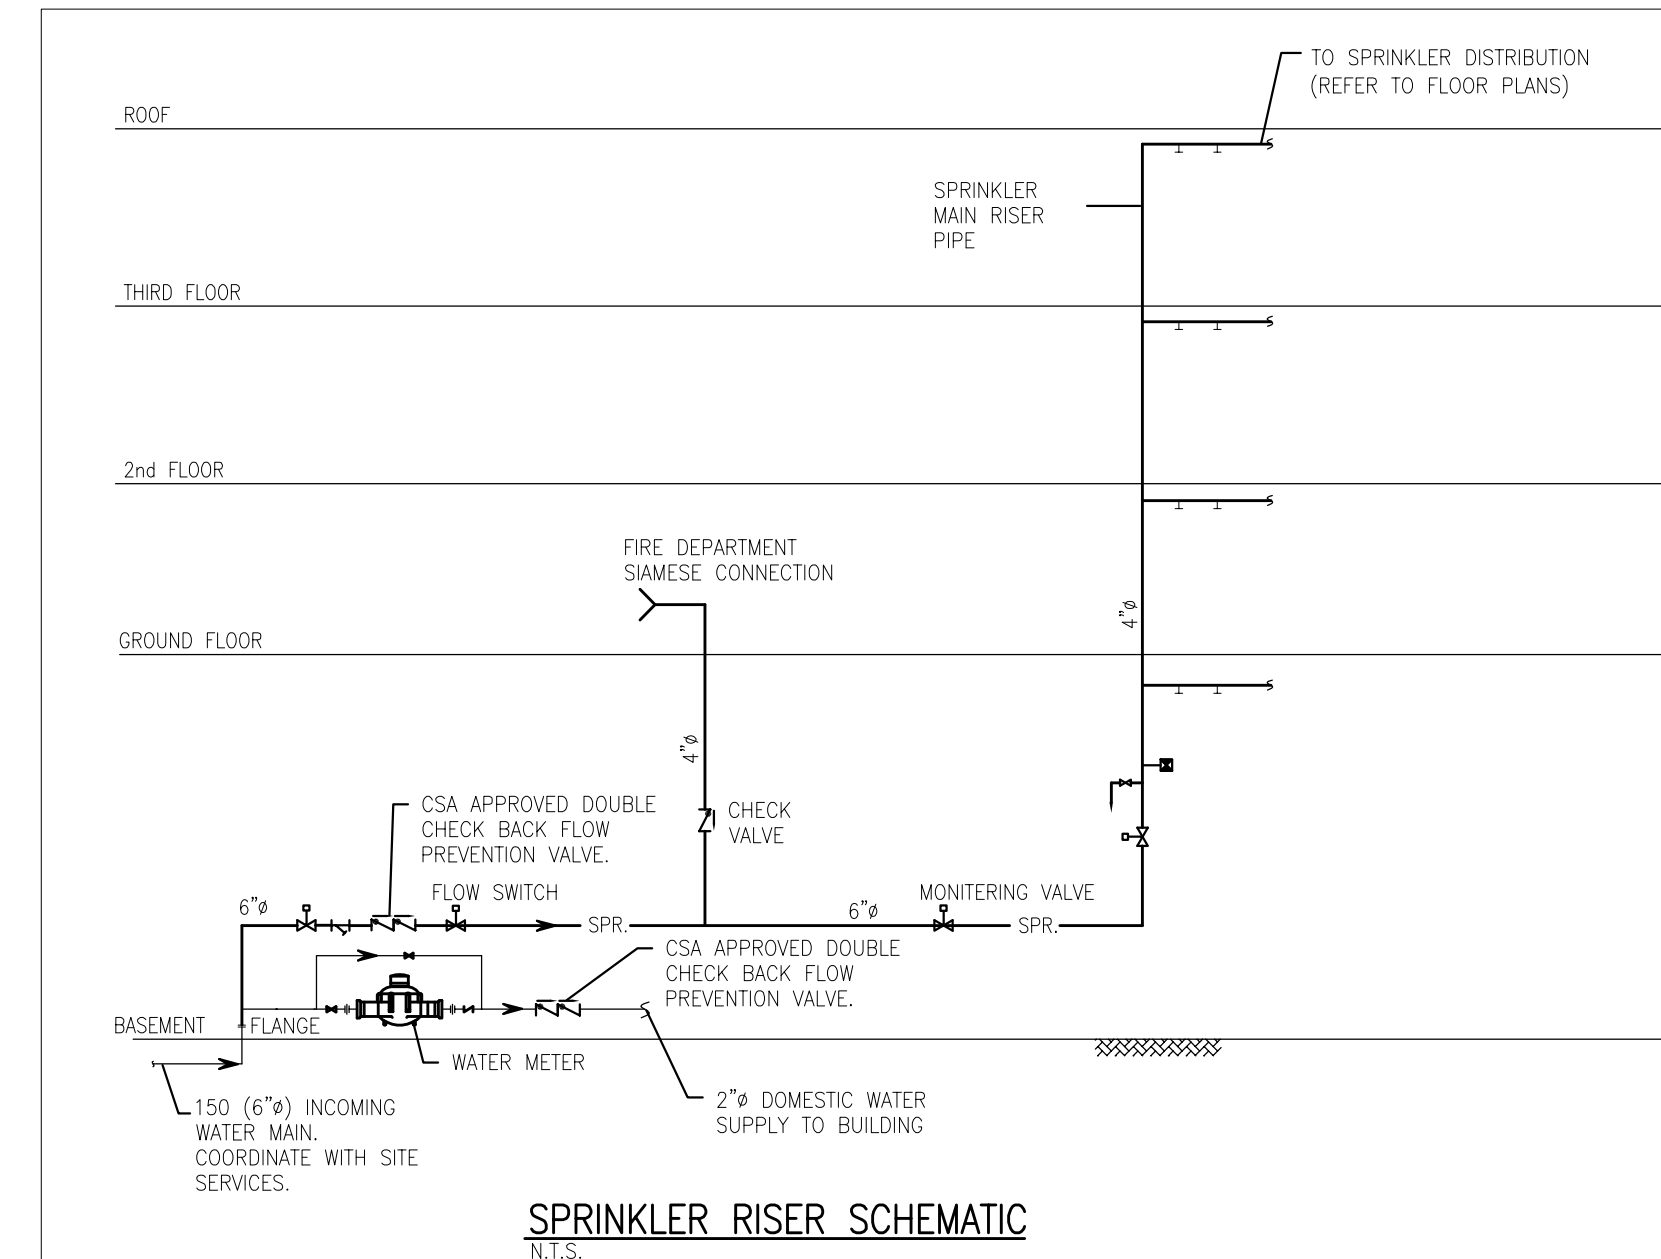 TO SPRINKLER DISTRIBUTION
(REFER TO FLOOR PLANS)
ROOF
SPRINKLER
MAIN RISER
PIPE
THIRD FLOOR
2nd FLOOR
FIRE DEPARTMENT
SIAMESE CONNECTION
4"ø
GROUND FLOOR
4"ø
CSA APPROVED DOUBLE
CHECK BACK FLOW
PREVENTION VALVE.
CHECK
VALVE
6"ø
FLOW SWITCH
SPR.
6"ø
MONITERING VALVE
SPR.
CSA APPROVED DOUBLE
CHECK BACK FLOW
PREVENTION VALVE.
BASEMENT
FLANGE
WATER METER
150 (6"ø) INCOMING
WATER MAIN.
COORDINATE WITH SITE
SERVICES.
2"ø DOMESTIC WATER
SUPPLY TO BUILDING
SPRINKLER RISER SCHEMATIC
N.T.S.